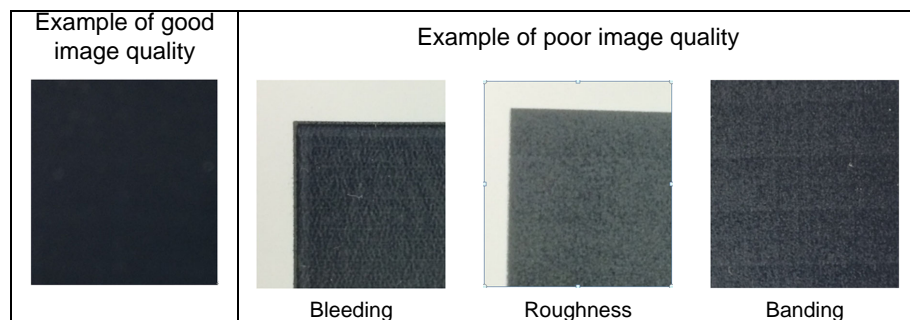 Example of good
image quality
Example of poor image quality
Bleeding
Roughness
Banding